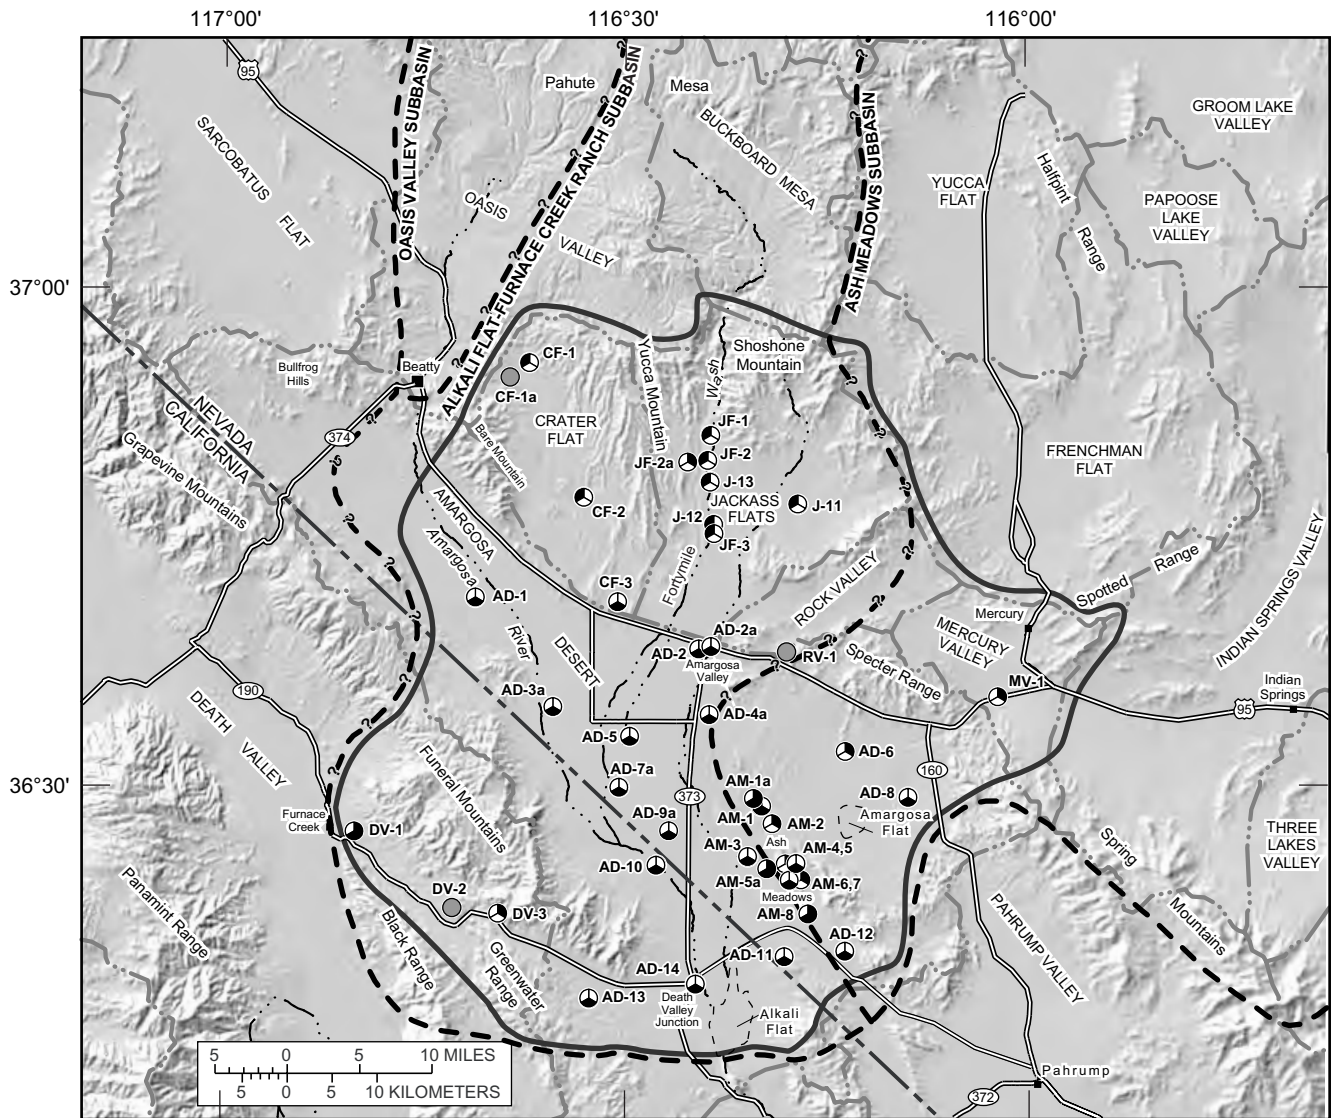 117°00'
116°30'
116°00'
95
Pahute
Mesa
GROOM LAKE
VALLEY
OASIS VALLEY SUBBASIN
ALKALI FLAT-FURNACE CREEK RANCH SUBBASIN
ASH MEADOWS SUBBASIN
SARCOBATUS FLAT
BUCKBOARD MESA
YUCCA
FLAT
Halfpint
Range
PAPOOSE
LAKE
VALLEY
OASIS
VALLEY
37°00'
Shoshone
Mountain
Bullfrog
Hills
Beatty
CF-1
CF-1a
Yucca Mountain
Wash
NEVADA
CALIFORNIA
374
Grapevine Mountains
CRATER
FLAT
Bare Mountain
JF-1
JF-2
JF-2a
J-13
JACKASS
FLATS
J-11
J-12
JF-3
CF-2
FRENCHMAN
FLAT
AMARGOSA
Amargosa
Fortymile
CF-3
AD-1
ROCK VALLEY
Spotted
Range
INDIAN SPRINGS VALLEY
Mercury
MERCURY
VALLEY
River
DESERT
AD-2a
AD-2
Amargosa
Valley
RV-1
Specter Range
MV-1
Indian
Springs
95
190
DEATH
VALLEY
AD-3a
AD-4a
AD-5
AD-6
160
36°30'
Funeral Mountains
AD-7a
373
AM-1a
AM-1
AD-8
Amargosa
Flat
Furnace
Creek
DV-1
AD-9a
AM-2
Ash
AM-3
AM-4,5
AD-10
AM-5a
AM-6,7
Meadows
AM-8
THREE
LAKES
VALLEY
Spring
Mountains
Panamint Range
DV-2
DV-3
Black Range
Greenwater
Range
AD-12
AD-11
PAHRUMP VALLEY
AD-14
AD-13
Death
Valley
Junction
Alkali
Flat
5 0 5 10 MILES
5 0 5 10 KILOMETERS
Pahrump
372
? ? ? ? ? ? ? ? ? ? ? ? ? ? ? ? ? ? ? ? ? ? ? ?